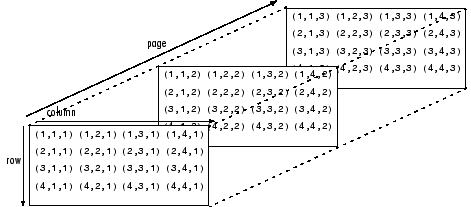 (1,1,3) (1,2,3) (1,3,3) (1,4,3)
(2,1,3) (2,2,3) (2,3,3) (2,4,3)
(3,1,3) (3,2,3) (3,3,3) (3,4,3)
4,2,3) (4,3,3) (4,4,3)
page
(1,1,2) (1,2,2) (1,3,2) (1,4,2)
(2,1,2) (2,2,2) (2,3,2) (2,4,2)
(3,1,2) (3,2,2) (3,3,2) (3,4,2)
4,2,2) (4,3,2) (4,4,2)
column
row
(1,1,1) (1,2,1) (1,3,1) (1,4,1)
(2,1,1) (2,2,1) (2,3,1) (2,4,1)
(3,1,1) (3,2,1) (3,3,1) (3,4,1)
(4,1,1) (4,2,1) (4,3,1) (4,4,1)